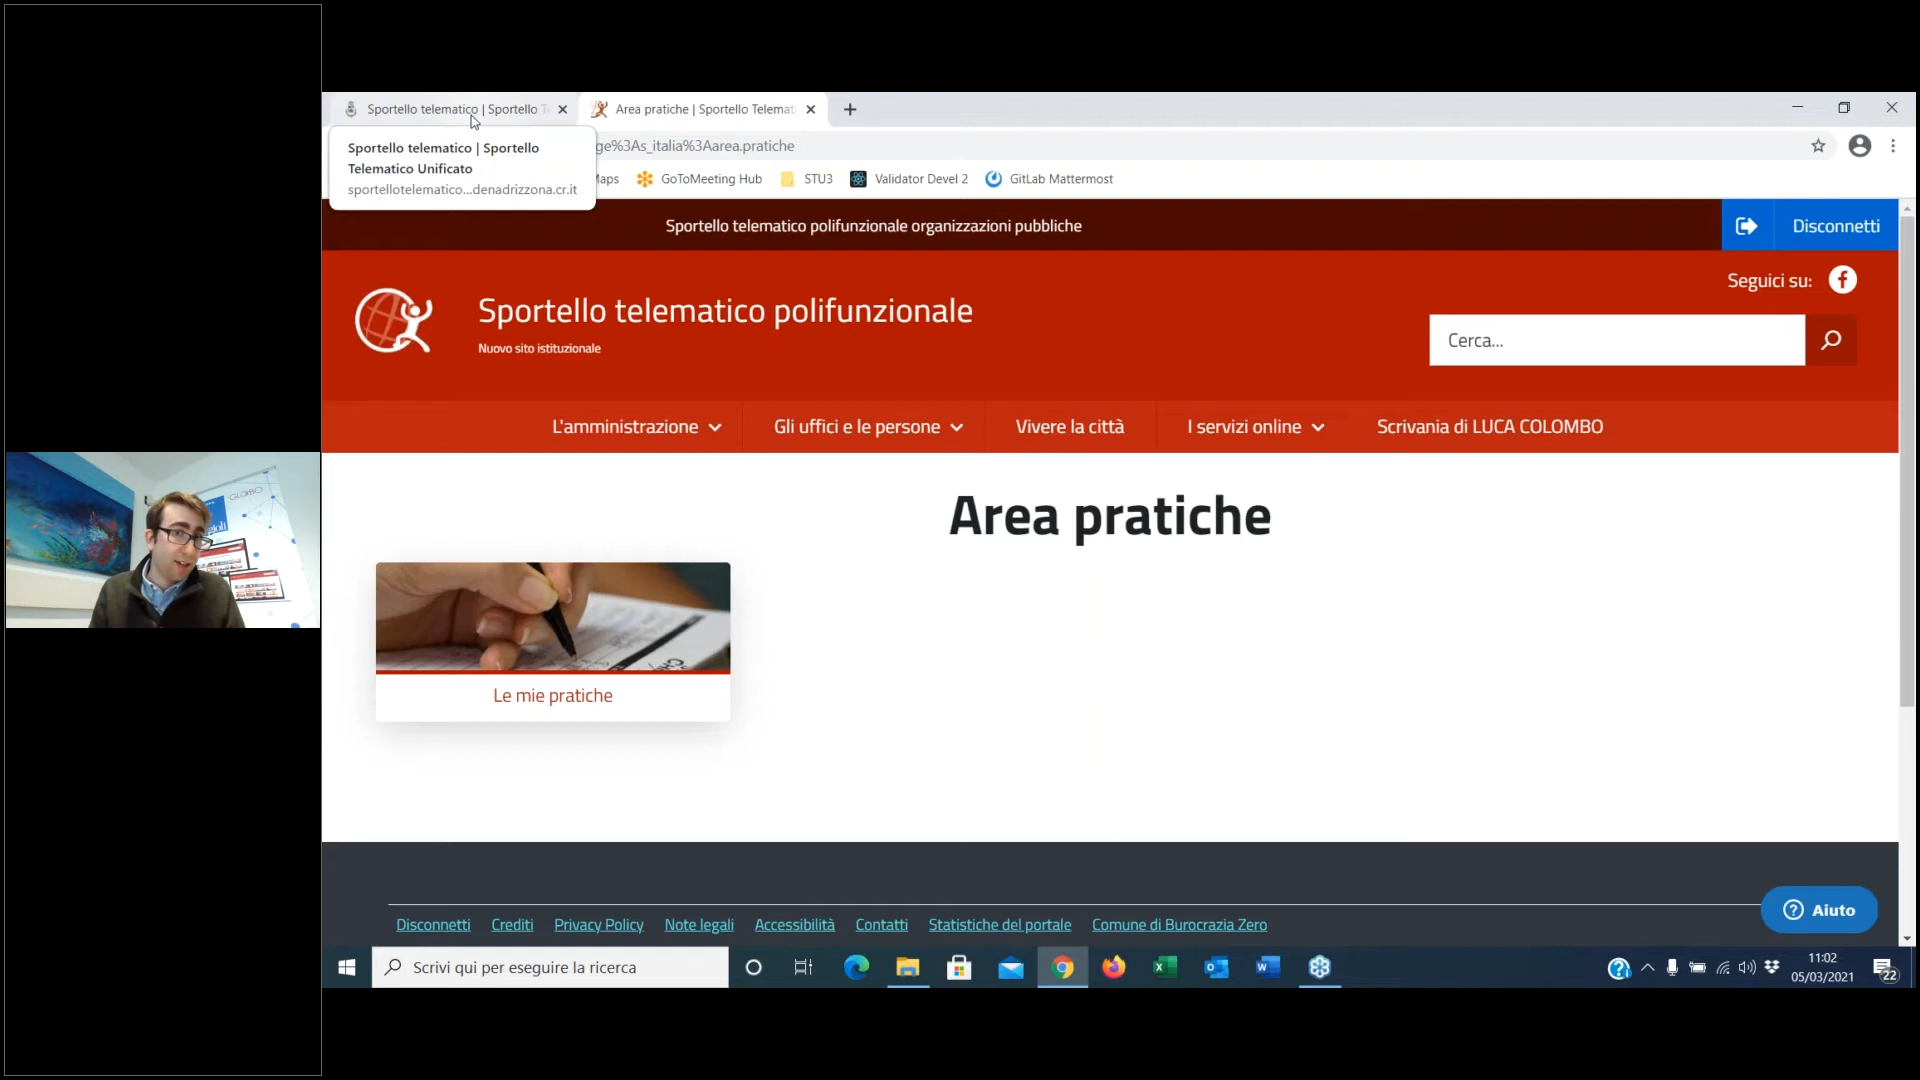 Sportello telematico | Sportello T
Area pratiche | Sportello Telemat
Sportello telematico | Sportello
Telematico Unificato
sportellotelematico...denadrizzona.cr.it
ge%3As_italia%3Aarea.pratiche
Maps
GoToMeeting Hub
STU3
Validator Devel 2
GitLab Mattermost
Sportello telematico polifunzionale organizzazioni pubbliche
Disconnetti
Seguici su:
Sportello telematico polifunzionale
Nuovo sito istituzionale
Cerca...
L'amministrazione
Gli uffici e le persone
Vivere la città
I servizi online
Scrivania di LUCA COLOMBO
Area pratiche
GLOBO
Le mie pratiche
Aiuto
Disconnetti
Crediti
Privacy Policy
Note legali
Accessibilità
Contatti
Statistiche del portale
Comune di Burocrazia Zero
Scrivi qui per eseguire la ricerca
11:02
05/03/2021
22